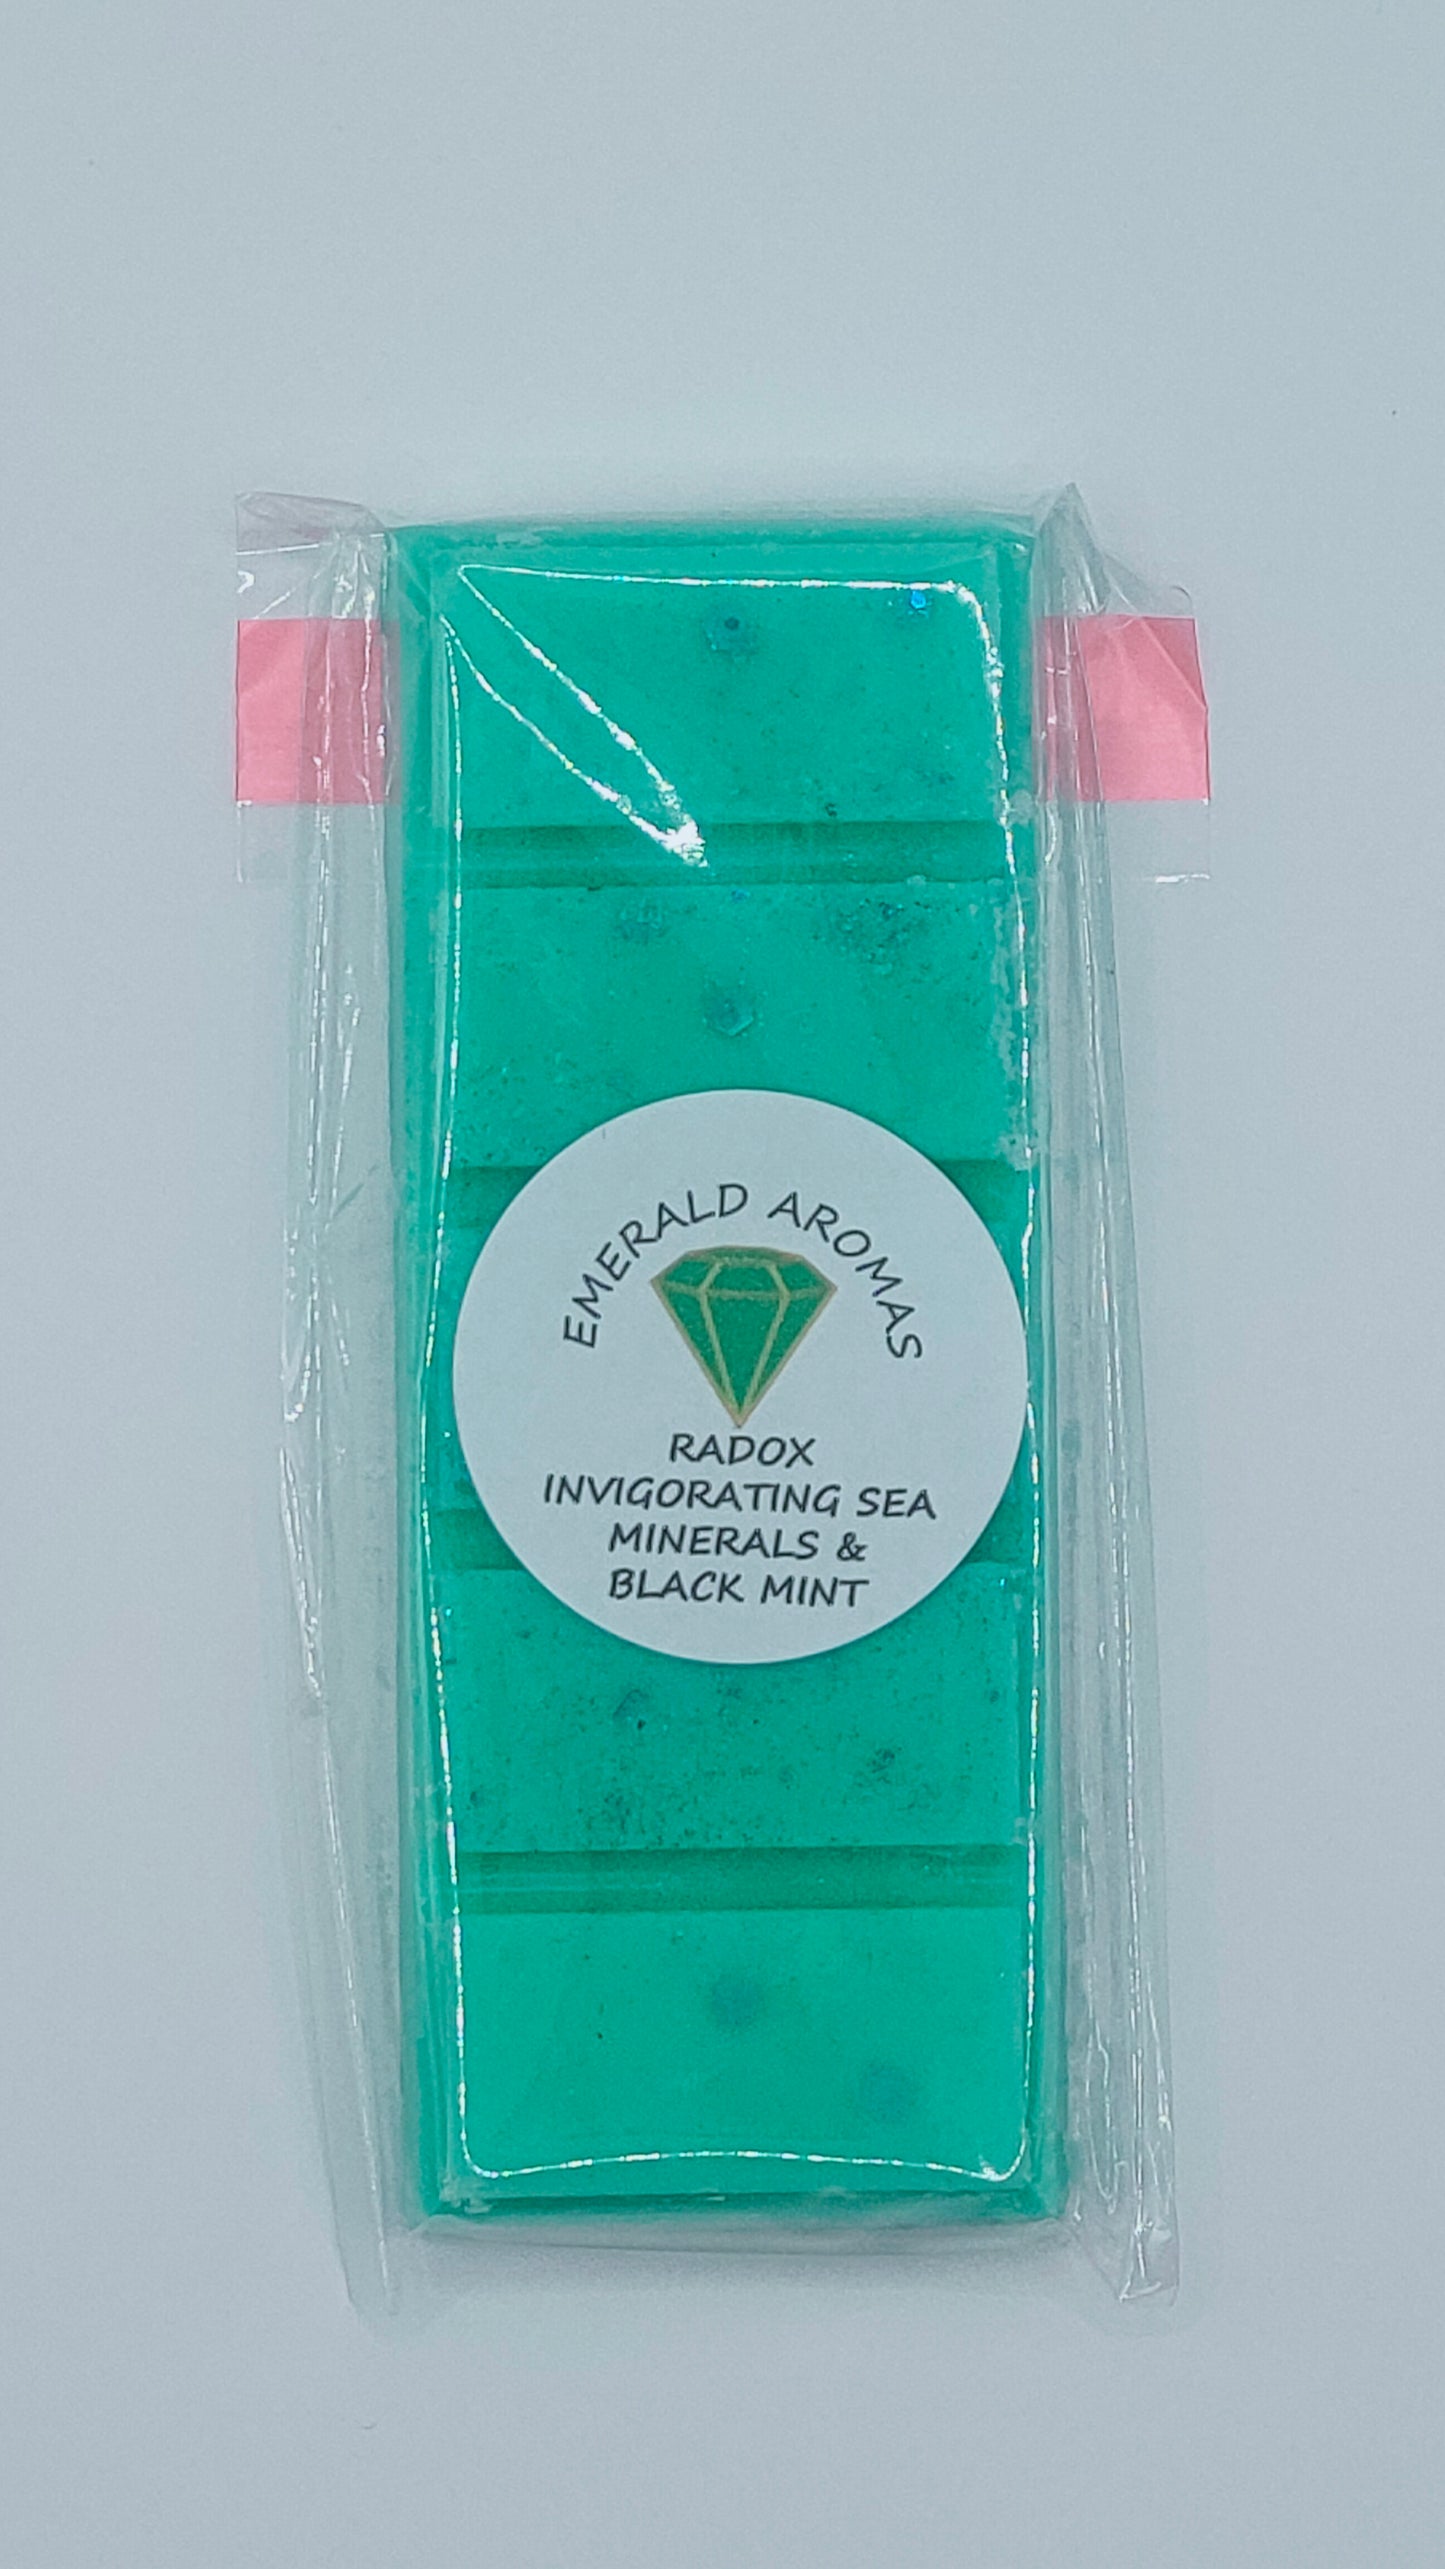 EMERALD AROMAS
RADOX
INVIGORATING SEA
MINERALS &
BLACK MINT